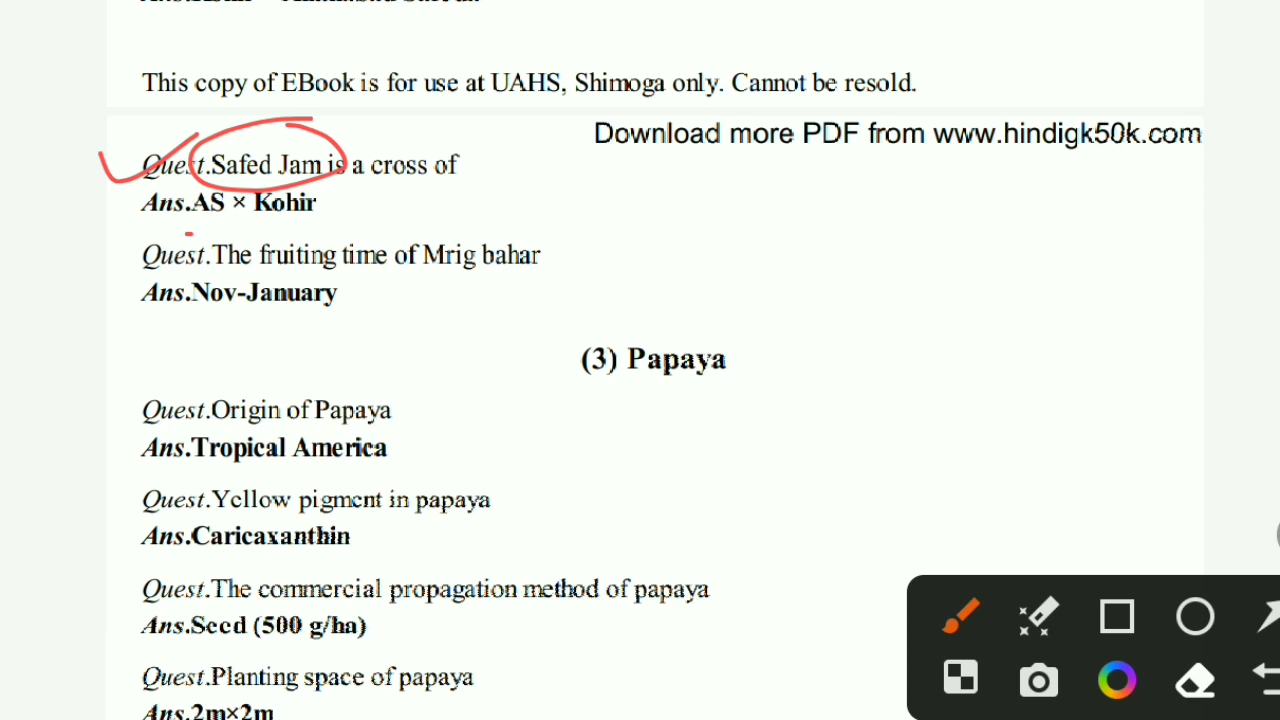 This copy of EBook is for use at UAHS, Shimoga only. Cannot be resold.
Download more PDF from www.hindigk50k.com
Quest.Safed Jam is a cross of
Ans.AS × Kohir
Quest.The fruiting time of Mrig bahar
Ans.Nov-January
(3) Papaya
Quest.Origin of Papaya
Ans.Tropical America
Quest.Yellow pigment in papaya
Ans.Caricaxanthin
Quest.The commercial propagation method of papaya
Ans.Seed (500 g/ha)
Quest.Planting space of papaya
Ans.2m×2m